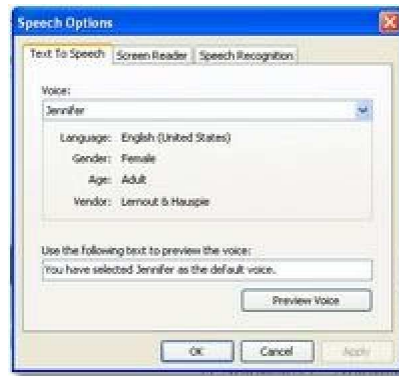 Speech Options
Text To Speech Screen Reader Speech Recognition
Voice:
Jennifer
Language: English (United States)
Gender: Female
Age: Adult
Vendor: Lernout & Hauspie
Use the following text to preview the voice:
You have selected Jennifer as the default voice.
Preview Voice
OK Cancel Apply